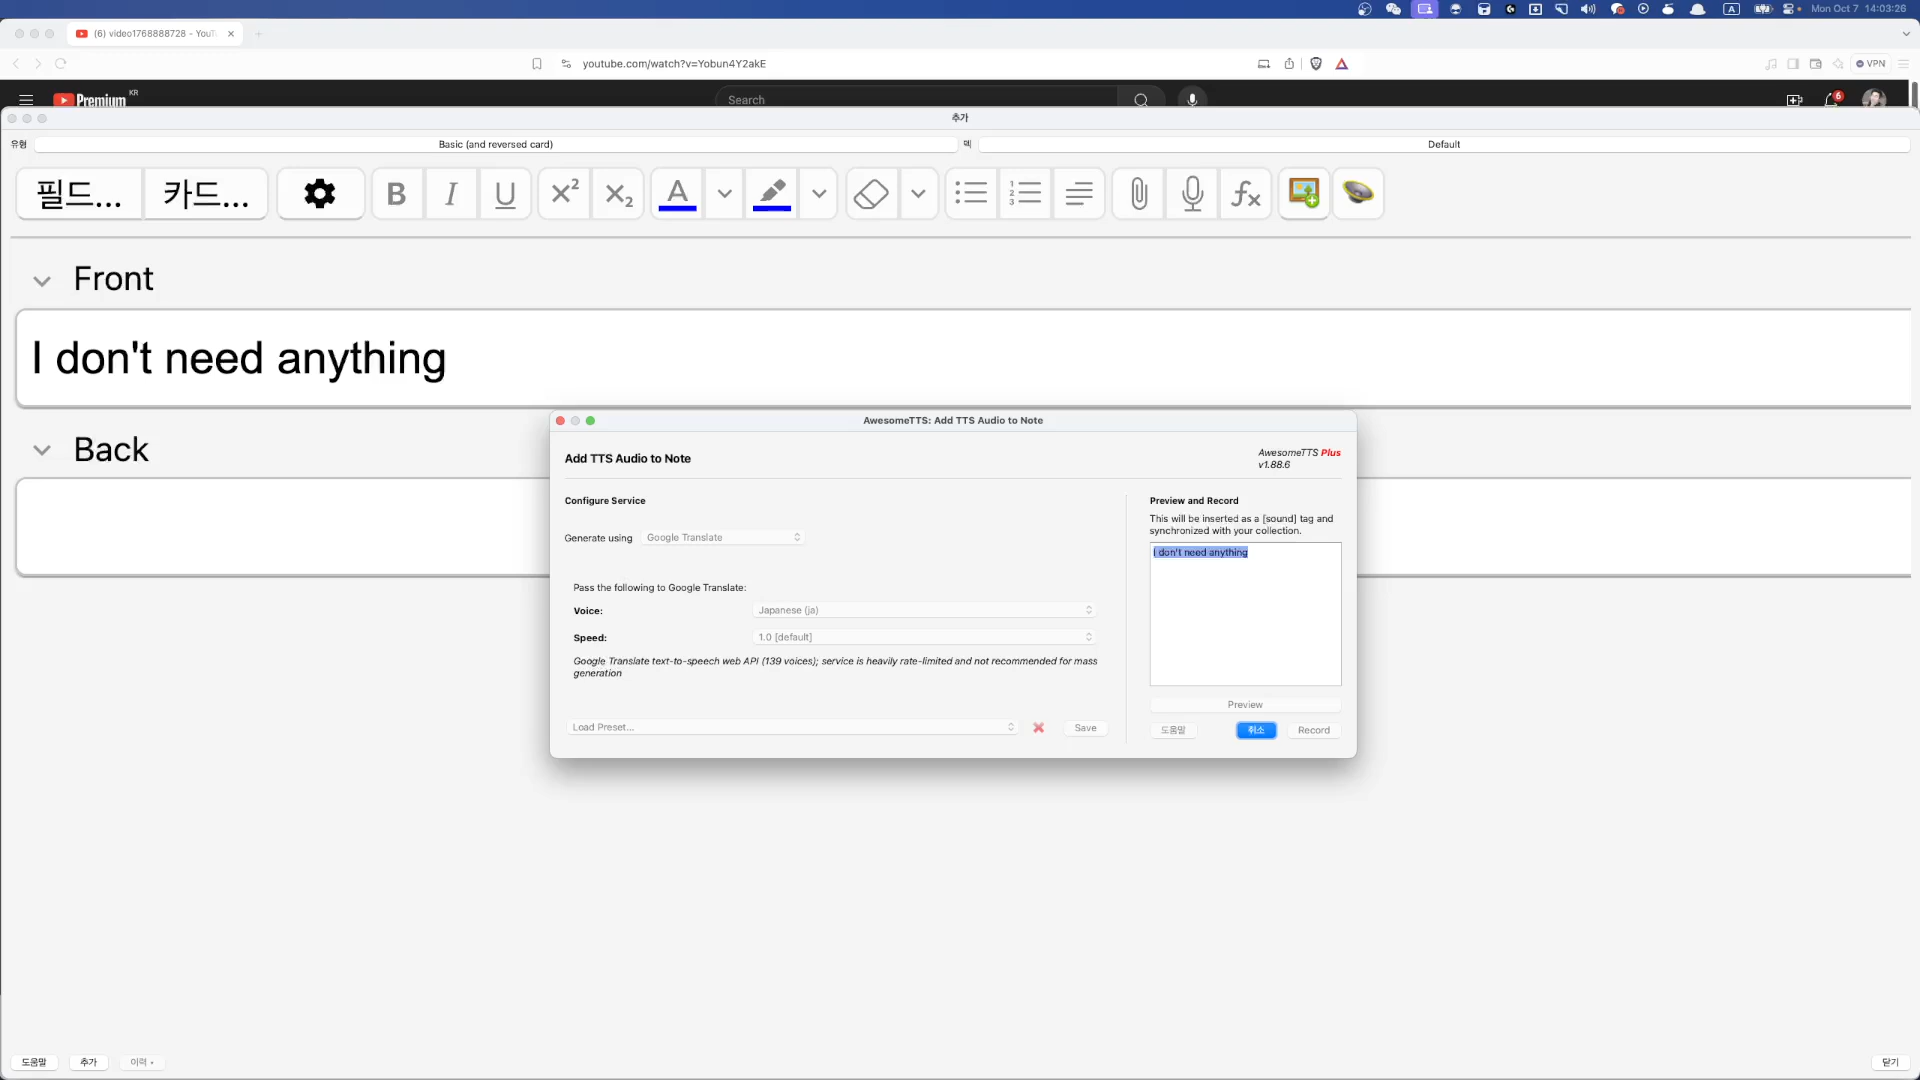 Mon Oct 7 14:03:26
(6) video1768888728 - YouT
youtube.com/watch?v=Yobun4Y2akE
VPN
Premium KR
Search
6
추가
유형
Basic (and reversed card)
덱
Default
필드...
카드...
Front
I don't need anything
Back
AwesomeTTS: Add TTS Audio to Note
Add TTS Audio to Note
AwesomeTTS Plus
v1.88.6
Configure Service
Generate using
Google Translate
Pass the following to Google Translate:
Voice:
Japanese (ja)
Speed:
1.0 [default]
Google Translate text-to-speech web API (139 voices); service is heavily rate-limited and not recommended for mass
generation
Load Preset...
Save
Preview and Record
This will be inserted as a [sound] tag and
synchronized with your collection.
I don't need anything
Preview
도움말
취소
Record
도움말
추가
이력
닫기